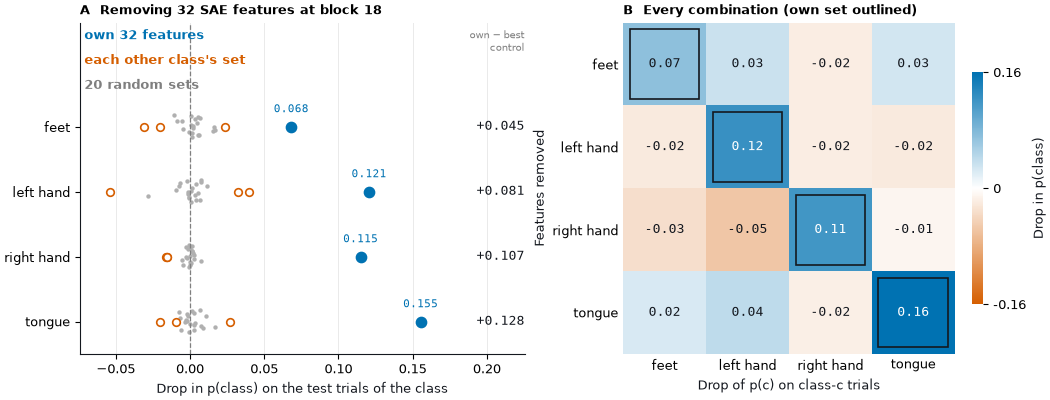 A Removing 32 SAE features at block 18
own 32 features
each other class's set
20 random sets
own − best
control
feet
left hand
right hand
tongue
0.068
0.121
0.115
0.155
+0.045
+0.081
+0.107
+0.128
−0.05
0.00
0.05
0.10
0.15
0.20
Drop in p(class) on the test trials of the class
B Every combination (own set outlined)
Features removed
feet
left hand
right hand
tongue
0.07 0.03 -0.02 0.03
-0.02 0.12 -0.02 -0.02
-0.03 -0.05 0.11 -0.01
0.02 0.04 -0.02 0.16
feet
left hand
right hand
tongue
Drop of p(c) on class-c trials
0.16
0
-0.16
Drop in p(class)